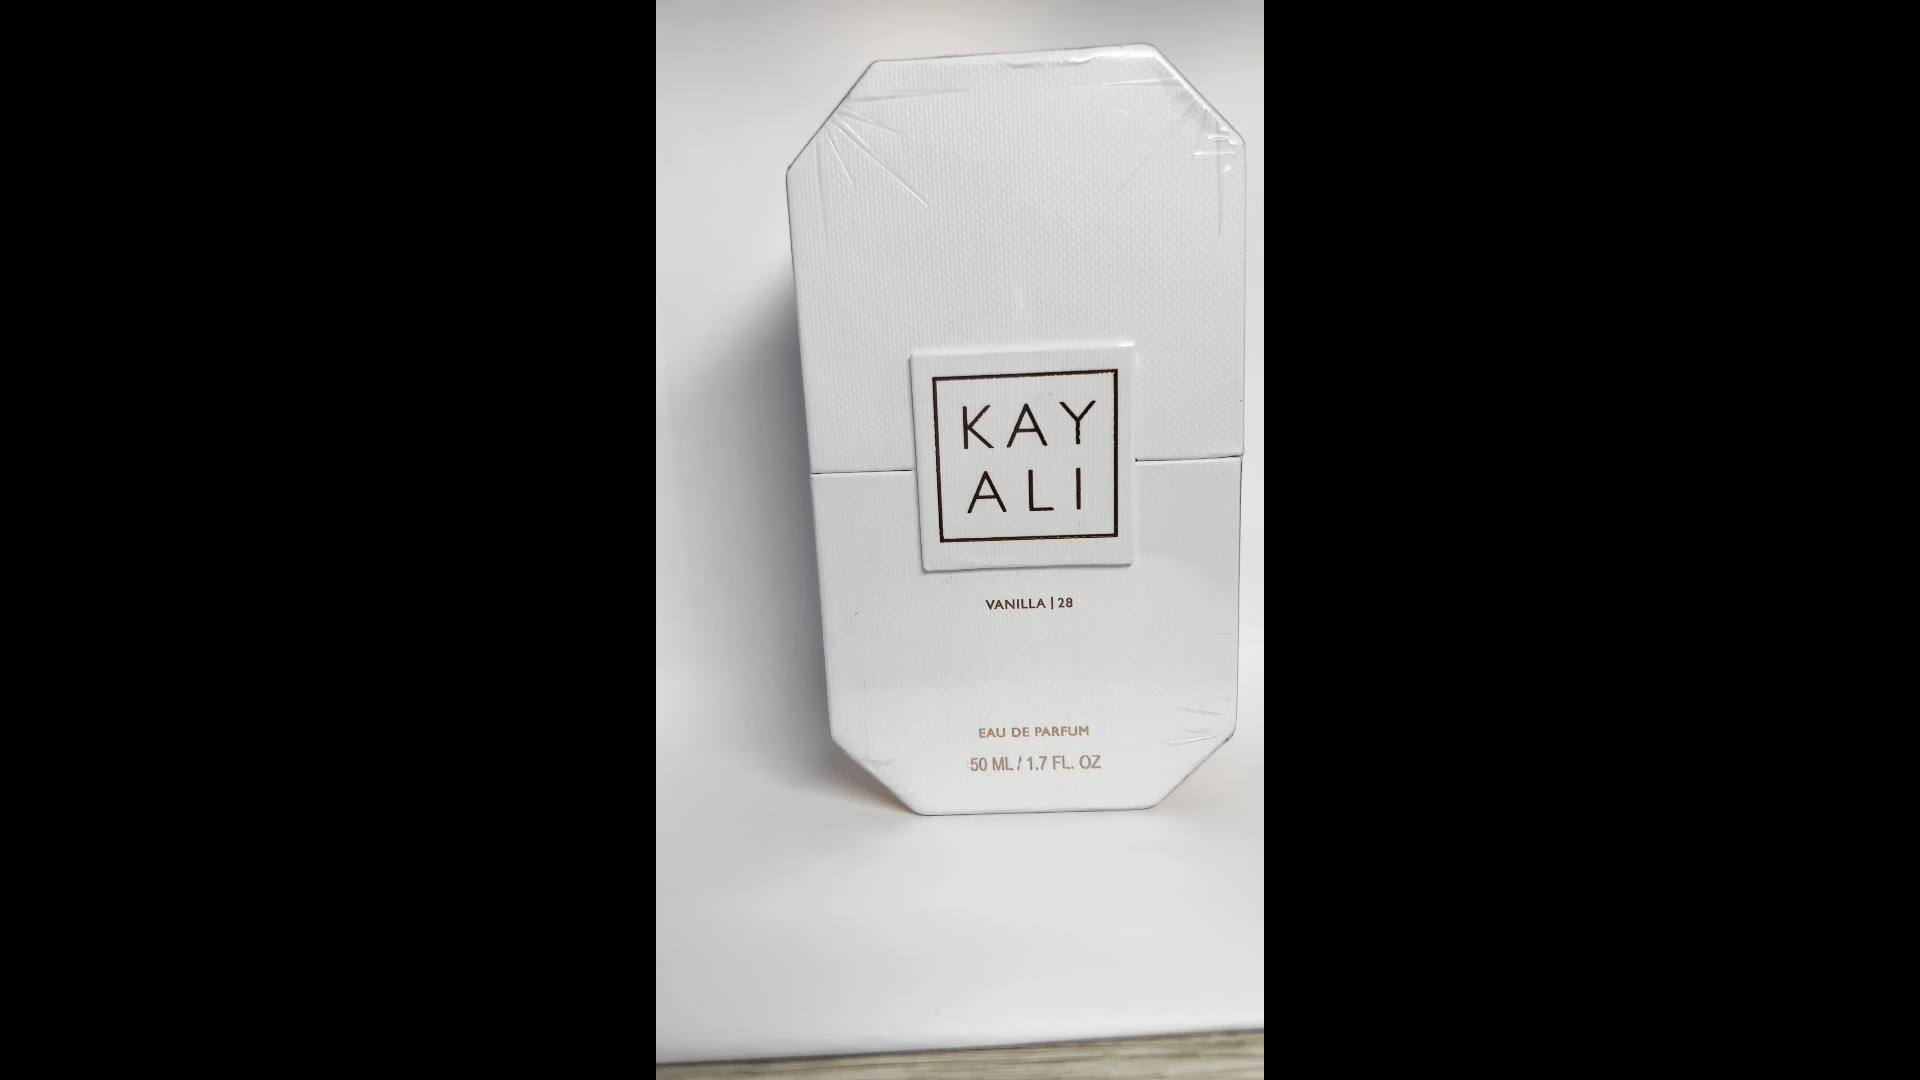 KAY
ALI
VANILLA | 28
EAU DE PARFUM
50 ML / 1.7 FL. OZ